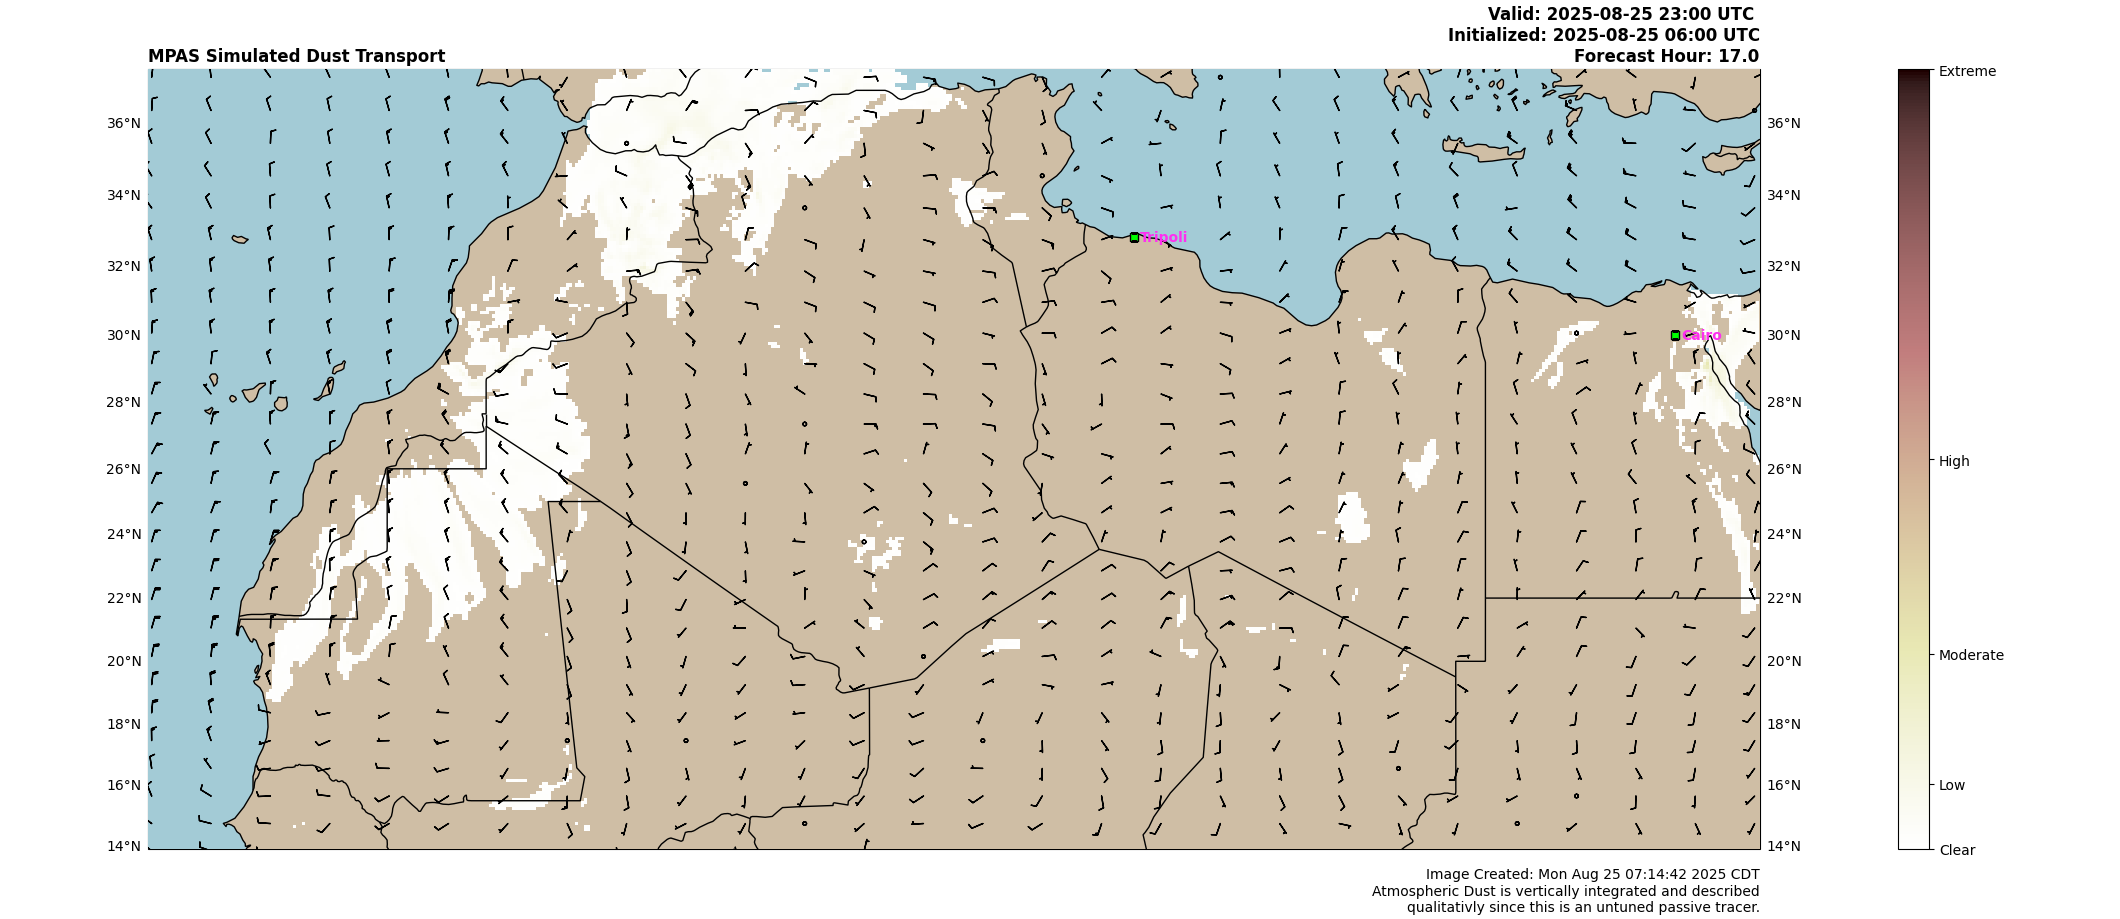 Valid: 2025-08-25 23:00 UTC
Initialized: 2025-08-25 06:00 UTC
MPAS Simulated Dust Transport
Forecast Hour: 17.0
Extreme
36°N
36°N
34°N
34°N
Tripoli
32°N
32°N
30°N
Cairo
30°N
28°N
28°N
High
26°N
26°N
24°N
24°N
22°N
22°N
Moderate
20°N
20°N
18°N
18°N
16°N
16°N
Low
14°N
14°N
Clear
Image Created: Mon Aug 25 07:14:42 2025 CDT
Atmospheric Dust is vertically integrated and described
qualitativly since this is an untuned passive tracer.